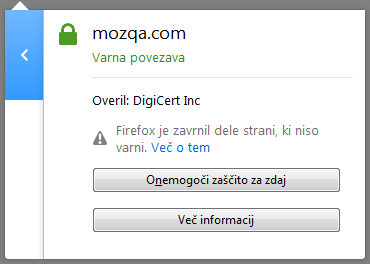 mozqa.com
Varna povezava
Overil: DigiCert Inc
Firefox je zavrnil dele strani, ki niso
varni. Več o tem
Onemogoči zaščito za zdaj
Več informacij